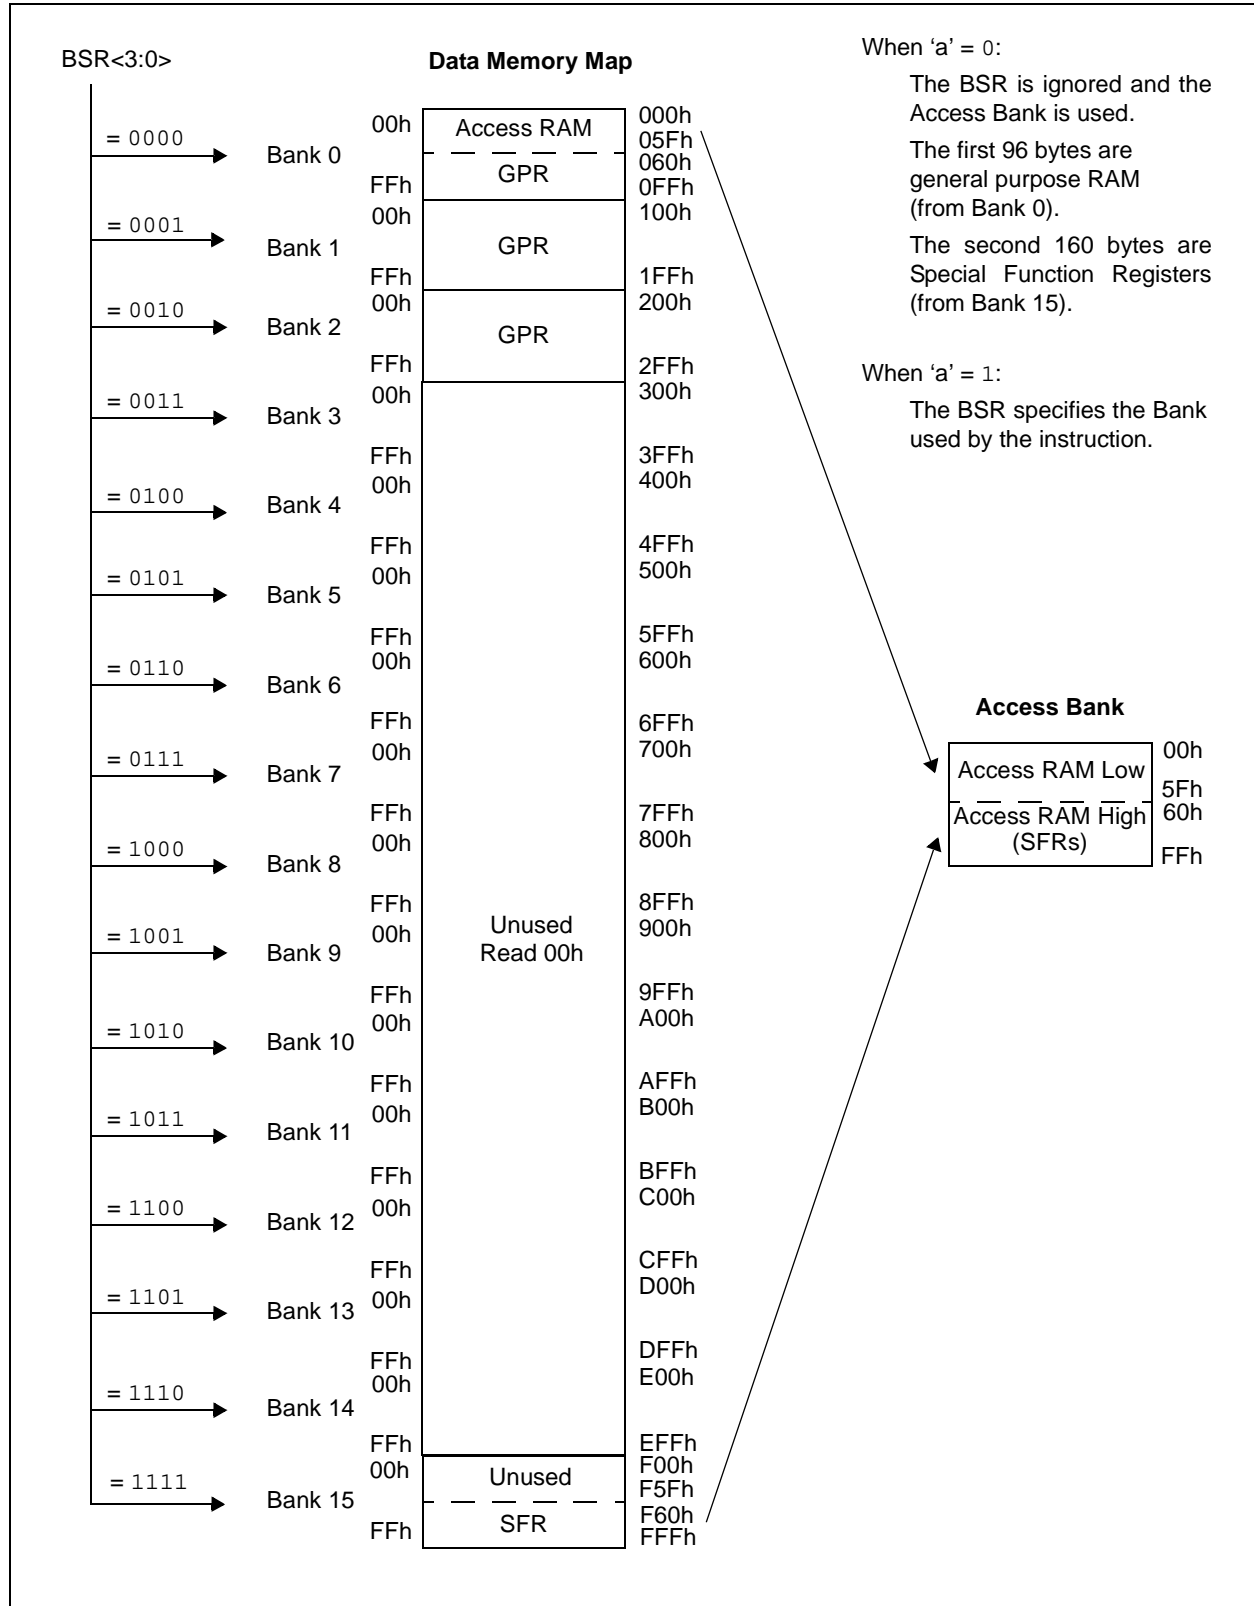 BSR<3:0>
Data Memory Map
= 0000
Bank 0
00h
Access RAM
000h
05Fh
060h
GPR
FFh
0FFh
= 0001
Bank 1
00h
100h
GPR
FFh
1FFh
= 0010
Bank 2
00h
200h
GPR
FFh
2FFh
= 0011
Bank 3
00h
300h
FFh
3FFh
= 0100
Bank 4
00h
400h
FFh
4FFh
= 0101
Bank 5
00h
500h
FFh
5FFh
= 0110
Bank 6
00h
600h
FFh
6FFh
= 0111
Bank 7
00h
700h
FFh
7FFh
= 1000
Bank 8
00h
800h
FFh
8FFh
= 1001
Bank 9
00h
900h
Unused
Read 00h
FFh
9FFh
= 1010
Bank 10
00h
A00h
FFh
AFFh
= 1011
Bank 11
00h
B00h
FFh
BFFh
= 1100
Bank 12
00h
C00h
FFh
CFFh
= 1101
Bank 13
00h
D00h
FFh
DFFh
= 1110
Bank 14
00h
E00h
FFh
EFFh
= 1111
Bank 15
00h
F00h
Unused
F5Fh
F60h
SFR
FFh
FFFh
When ‘a’ = 0:
The BSR is ignored and the
Access Bank is used.
The first 96 bytes are
general purpose RAM
(from Bank 0).
The second 160 bytes are
Special Function Registers
(from Bank 15).
When ‘a’ = 1:
The BSR specifies the Bank
used by the instruction.
Access Bank
00h
Access RAM Low
5Fh
60h
Access RAM High
(SFRs)
FFh